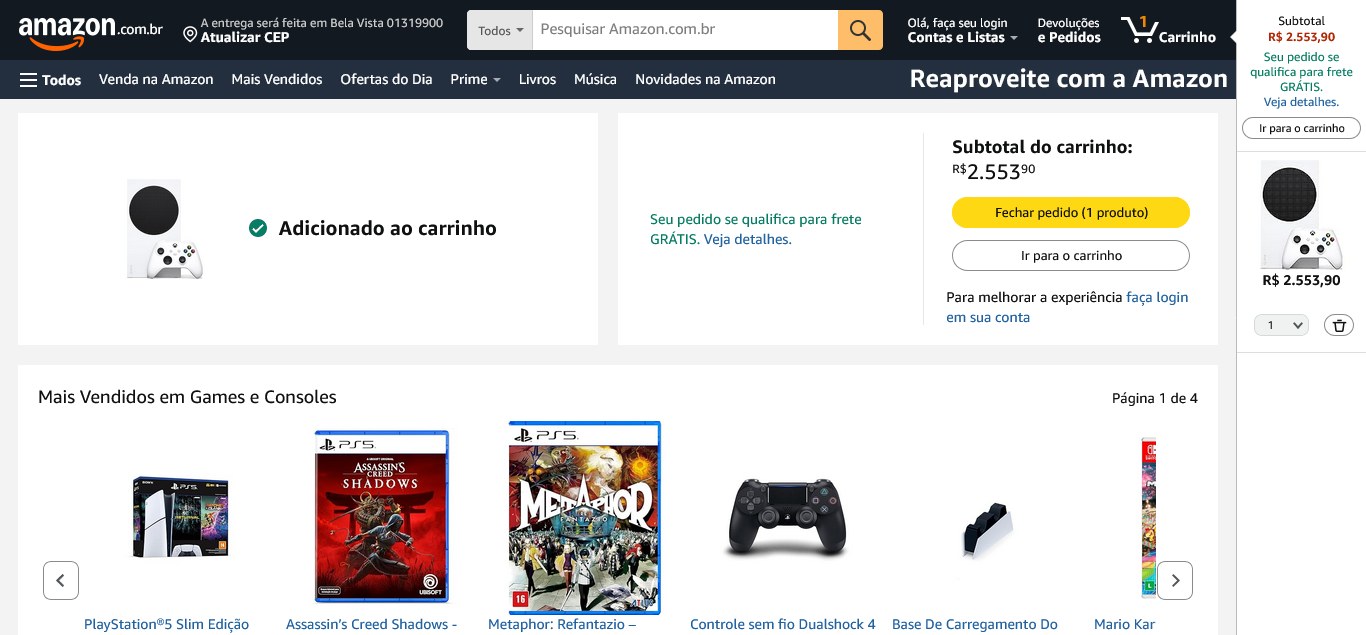 amazon.com.br
A entrega será feita em Bela Vista 01319900
Atualizar CEP
Todos
Pesquisar Amazon.com.br
Olá, faça seu login
Contas e Listas
Devoluções
e Pedidos
1
Carrinho
Todos
Venda na Amazon
Mais Vendidos
Ofertas do Dia
Prime
Livros
Música
Novidades na Amazon
Reaproveite com a Amazon
Adicionado ao carrinho
Seu pedido se qualifica para frete
GRÁTIS. Veja detalhes.
Subtotal do carrinho:
R$2.55390
Fechar pedido (1 produto)
Ir para o carrinho
Para melhorar a experiência faça login
em sua conta
Subtotal
R$ 2.553,90
Seu pedido se
qualifica para frete
GRÁTIS.
Veja detalhes.
Ir para o carrinho
R$ 2.553,90
1
Mais Vendidos em Games e Consoles
Página 1 de 4
PS5
ASSASSIN'S
CREED
SHADOWS
UBISOFT
PS5
METAPHOR
REFANTAZIO
16
ATLUS
PlayStation®5 Slim Edição
Assassin's Creed Shadows -
Metaphor: Refantazio –
Controle sem fio Dualshock 4
Base De Carregamento Do
Mario Kar